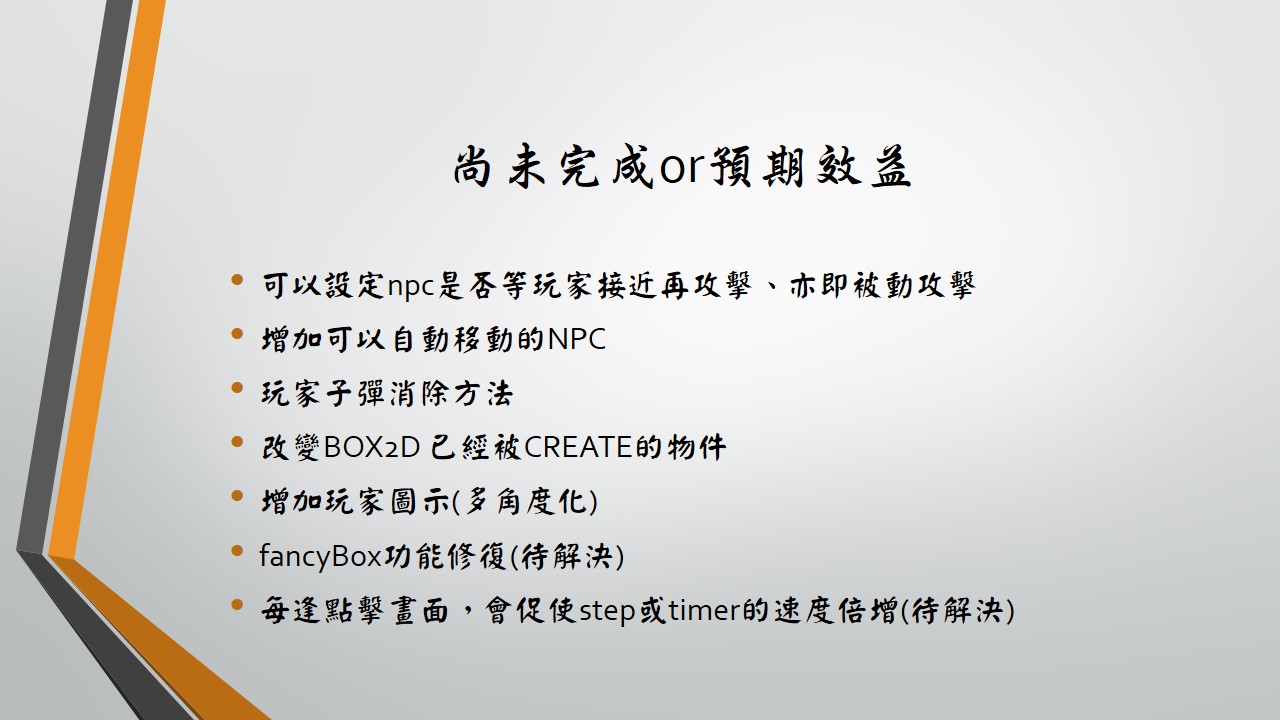 尚未完成or預期效益
• 可以設定npc是否等玩家接近再攻擊、亦即被動攻擊
• 增加可以自動移動的NPC
• 玩家子彈消除方法
• 改變BOX2D 已經被CREATE的物件
• 增加玩家圖示(多角度化)
• fancyBox功能修復(待解決)
• 每逢點擊畫面，會促使step或timer的速度倍增(待解決)